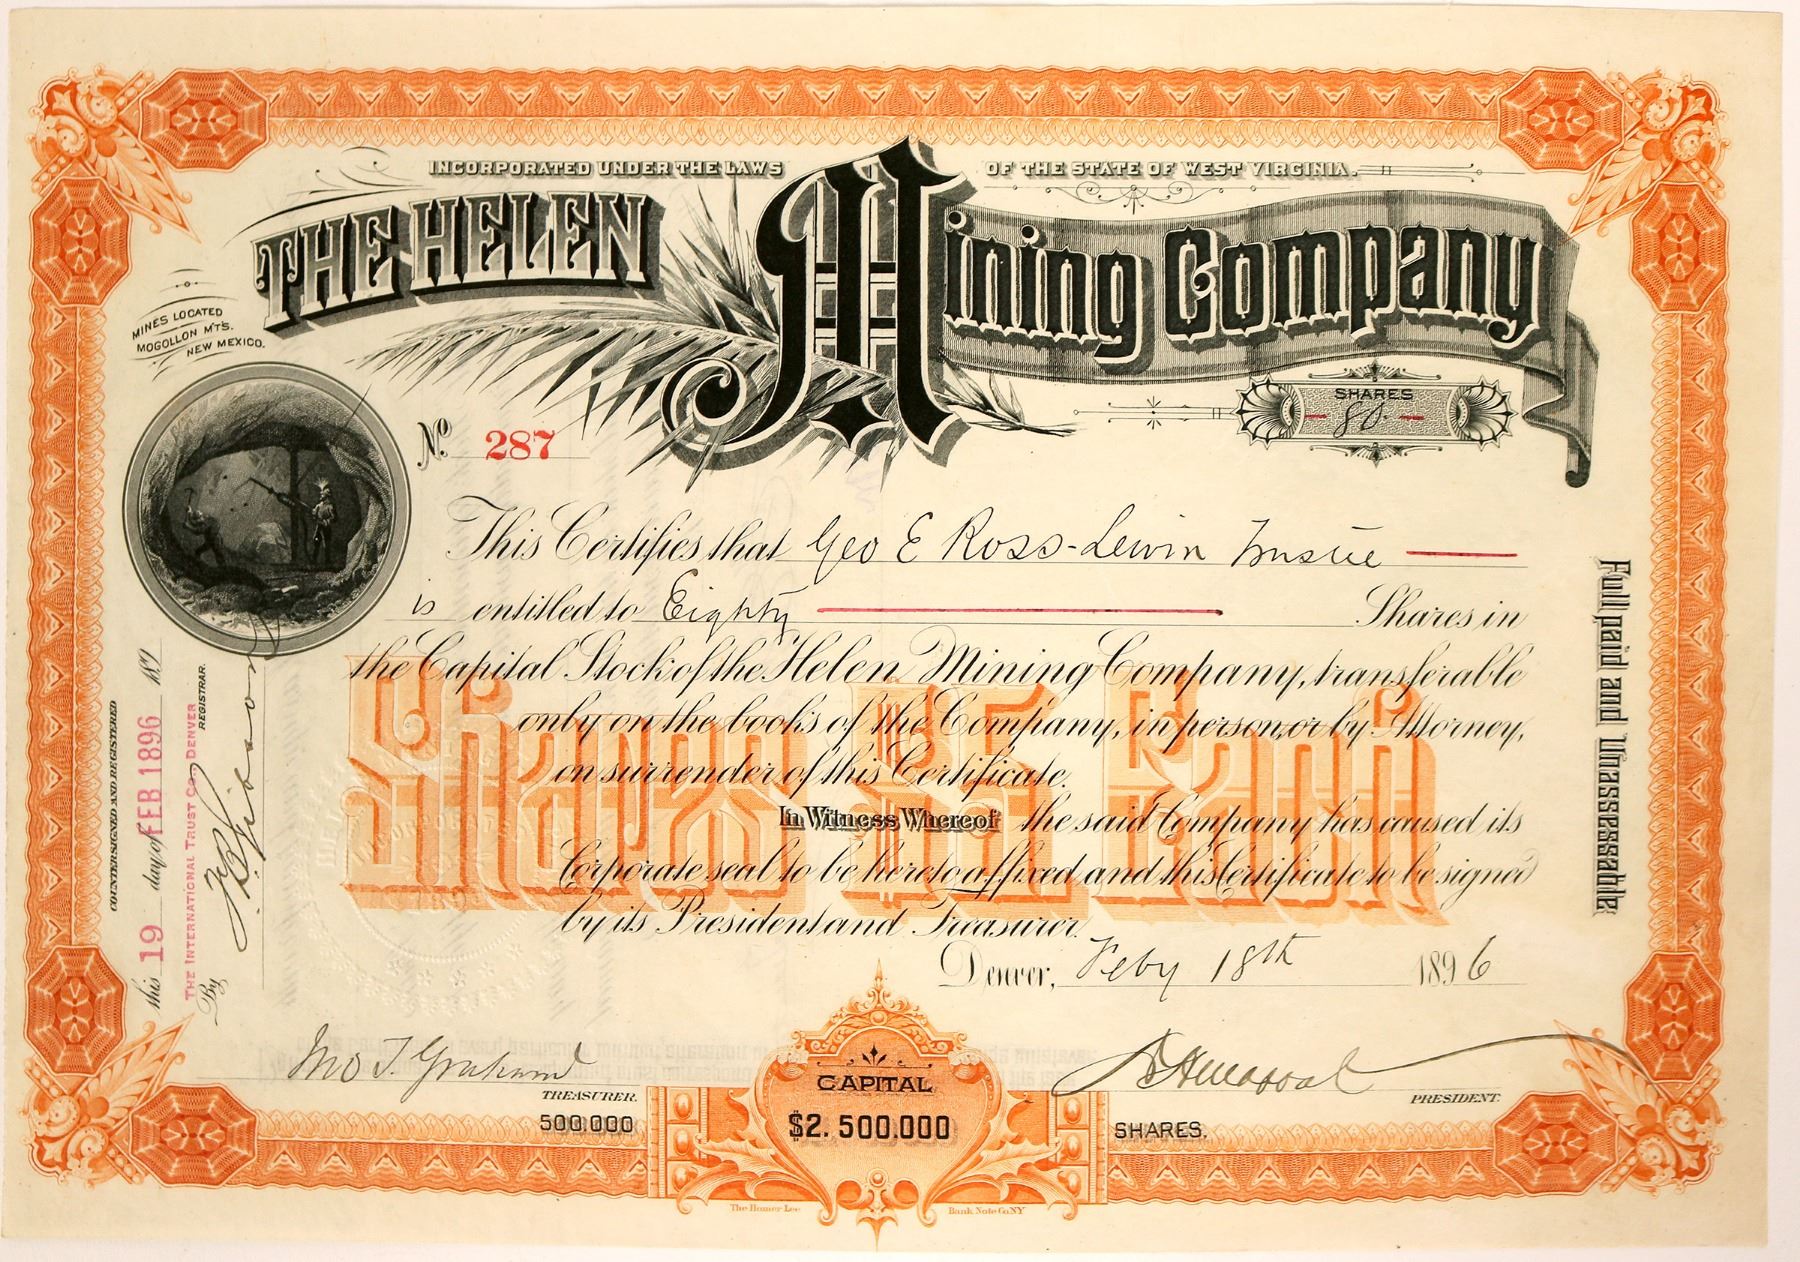 INCORPORATED UNDER THE LAWS OF THE STATE OF WEST VIRGINIA.
THE HELEN Mining Company
MINES LOCATED
MOGOLLON MTS.
NEW MEXICO.
SHARES
80.
No. 287
This Certifies that Geo E Ross-Lewin Trustee
is entitled to Eighty Shares in
the Capital Stock of the Helen Mining Company, transferable
only on the books of the Company, in person, or by Attorney,
on surrender of this Certificate.
In Witness Whereof the said Company has caused its
Corporate seal to be hereto affixed and this Certificate to be signed
by its President and Treasurer.
Denver, Feby 18th 1896
Shares $5 Each
Full paid and Unassessable.
COUNTERSIGNED AND REGISTERED
this 19 day of FEB 1896 189
THE INTERNATIONAL TRUST CO. DENVER
REGISTRAR.
By Gibson
Jno T. Graham
TREASURER.
PRESIDENT.
500.000
CAPITAL
$2.500.000
SHARES.
The Homer Lee Bank Note Co. NY